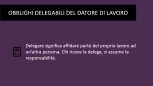 OBBLIGHI DELEGABILI DEL DATORE DI LAVORO
Delegare significa affidare parte del proprio lavoro ad
un'altra persona. Chi riceve la delega, si assume la
responsabilità.